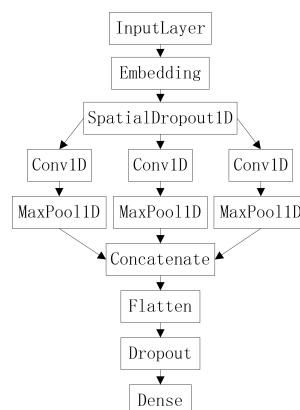 InputLayer
Embedding
SpatialDropout1D
Conv1D Conv1D Conv1D
MaxPool1D MaxPool1D MaxPool1D
Concatenate
Flatten
Dropout
Dense